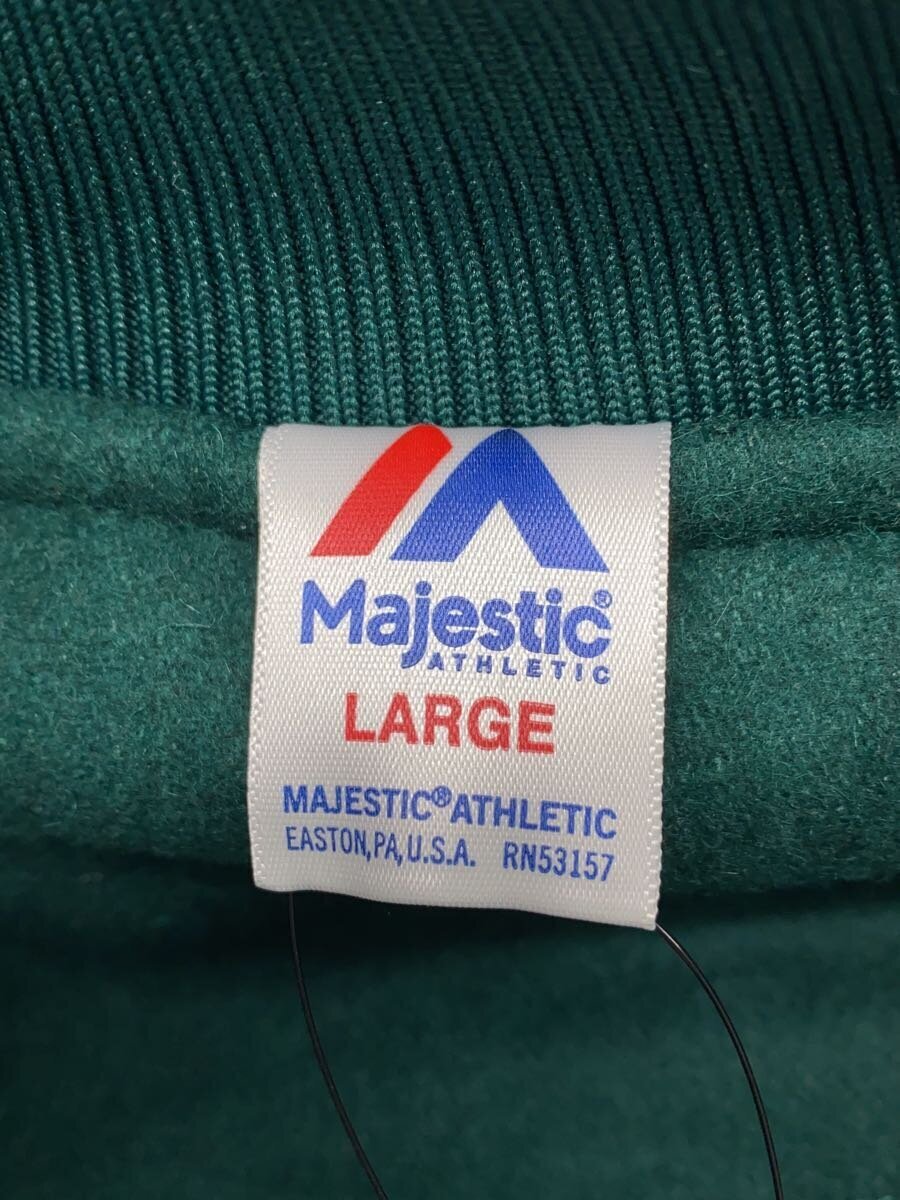 Majestic®
ATHLETIC
LARGE
MAJESTIC® ATHLETIC
EASTON, PA, U.S.A. RN53157